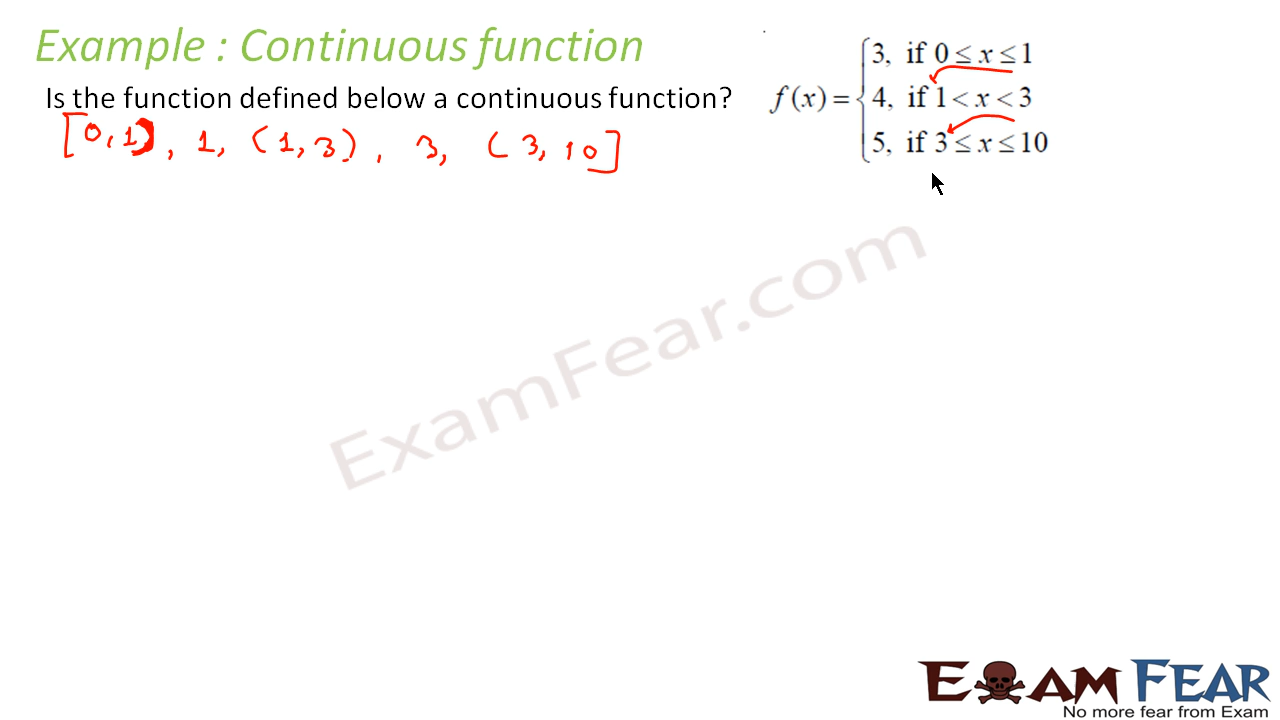 Example : Continuous function
Is the function defined below a continuous function?
[0, 1), 1, (1, 3), 3, (3, 10]
f(x) = { 3, if 0 ≤ x ≤ 1
4, if 1 < x < 3
5, if 3 ≤ x ≤ 10
ExamFear.com
EXAM FEAR
No more fear from Exam